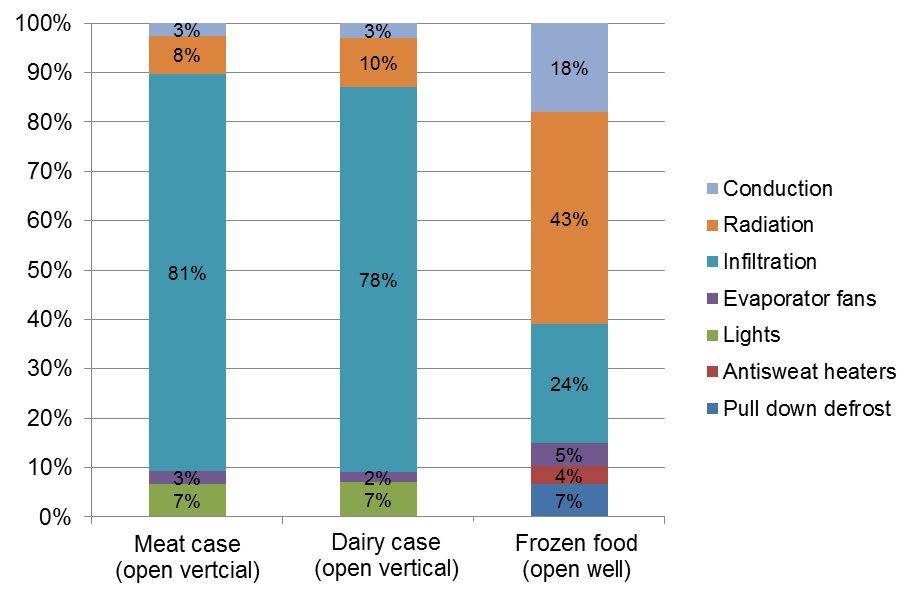 100%
90%
80%
70%
60%
50%
40%
30%
20%
10%
0%
3%
8%
81%
3%
7%
3%
10%
78%
2%
7%
18%
43%
24%
5%
4%
7%
Meat case
(open vertcial)
Dairy case
(open vertical)
Frozen food
(open well)
Conduction
Radiation
Infiltration
Evaporator fans
Lights
Antisweat heaters
Pull down defrost